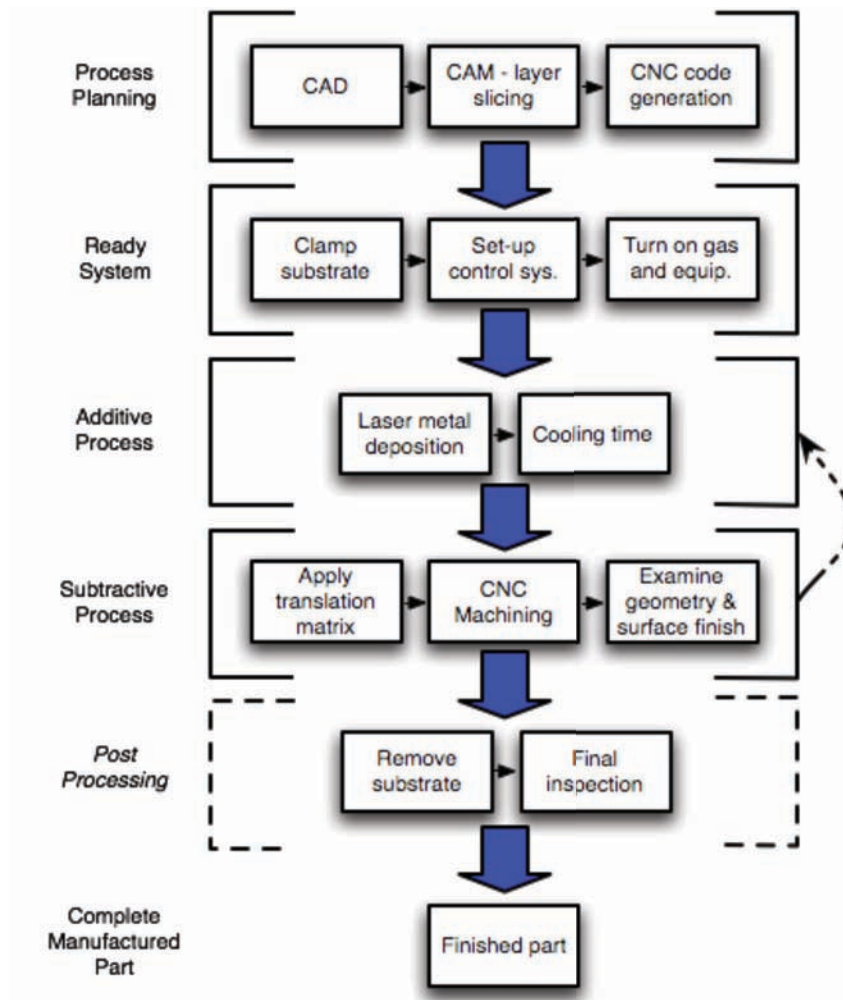 Process
Planning
CAD
CAM - layer
slicing
CNC code
generation
Ready
System
Clamp
substrate
Set-up
control sys.
Turn on gas
and equip.
Additive
Process
Laser metal
deposition
Cooling time
Subtractive
Process
Apply
translation
matrix
CNC
Machining
Examine
geometry &
surface finish
Post
Processing
Remove
substrate
Final
inspection
Complete
Manufactured
Part
Finished part